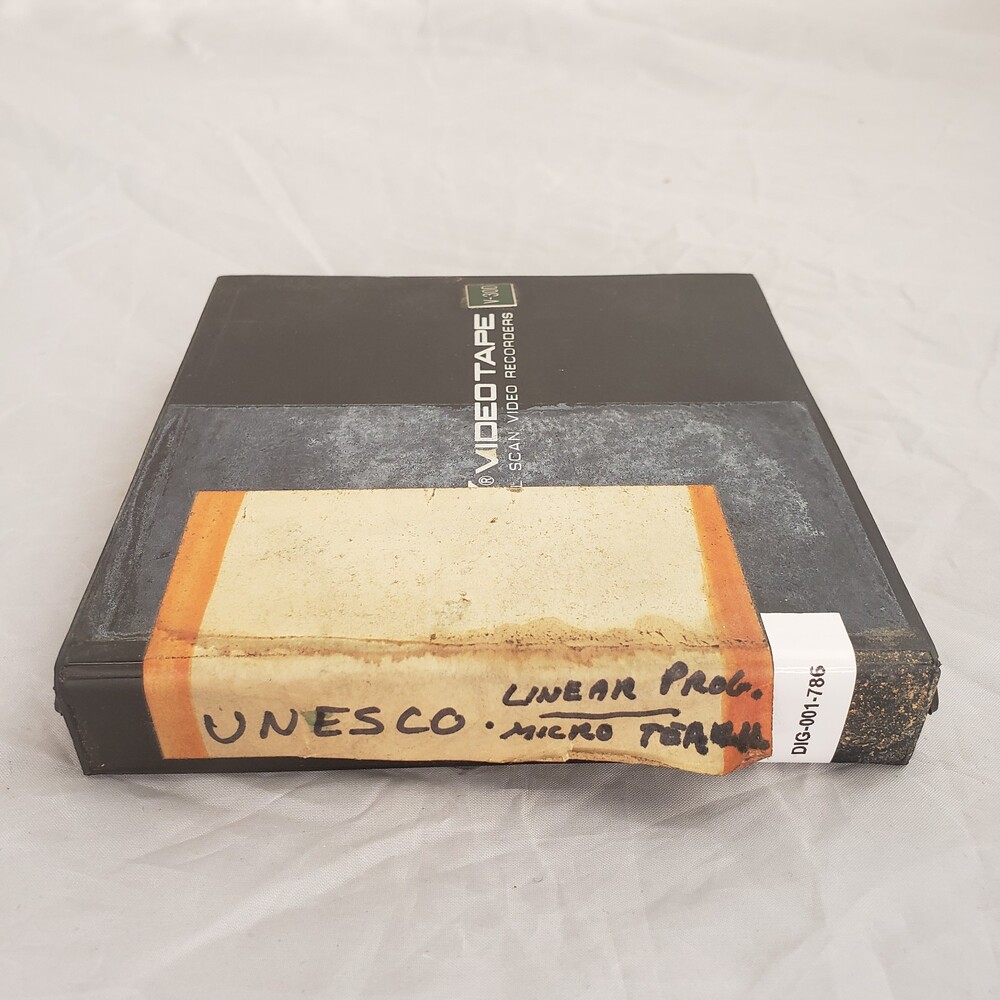 V-300
® VIDEOTAPE
L SCAN VIDEO RECORDERS
UNESCO.
LINEAR PROG.
MICRO
DIG-001-786